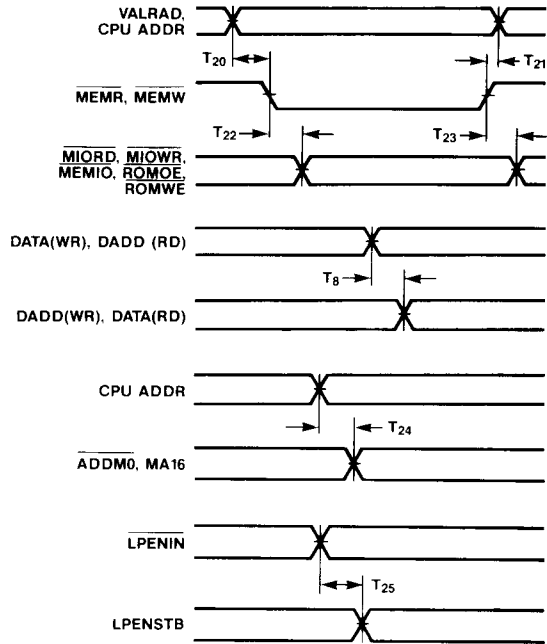 VALRAD,
CPU ADDR
T20
T21
MEMR, MEMW
T22
T23
MIORD, MIOWR,
MEMIO, ROMOE,
ROMWE
DATA(WR), DADD (RD)
T8
DADD(WR), DATA(RD)
CPU ADDR
T24
ADDM0, MA16
LPENIN
T25
LPENSTB